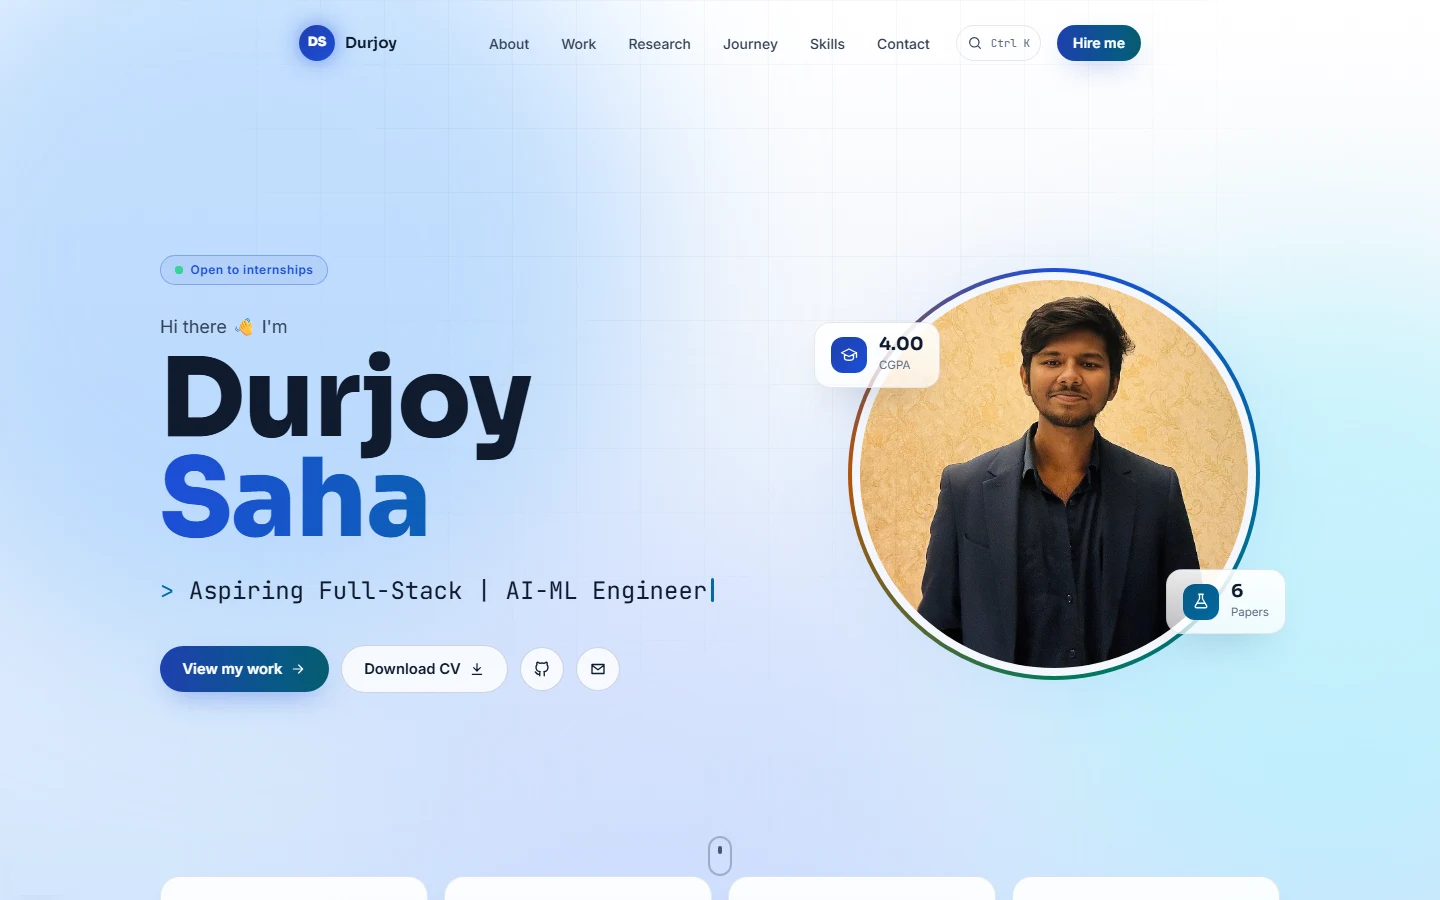 DS Durjoy About Work Research Journey Skills Contact Ctrl K Hire me
Open to internships
Hi there 👋 I'm
Durjoy
Saha
> Aspiring Full-Stack | AI-ML Engineer
View my work → Download CV
4.00
CGPA
6
Papers